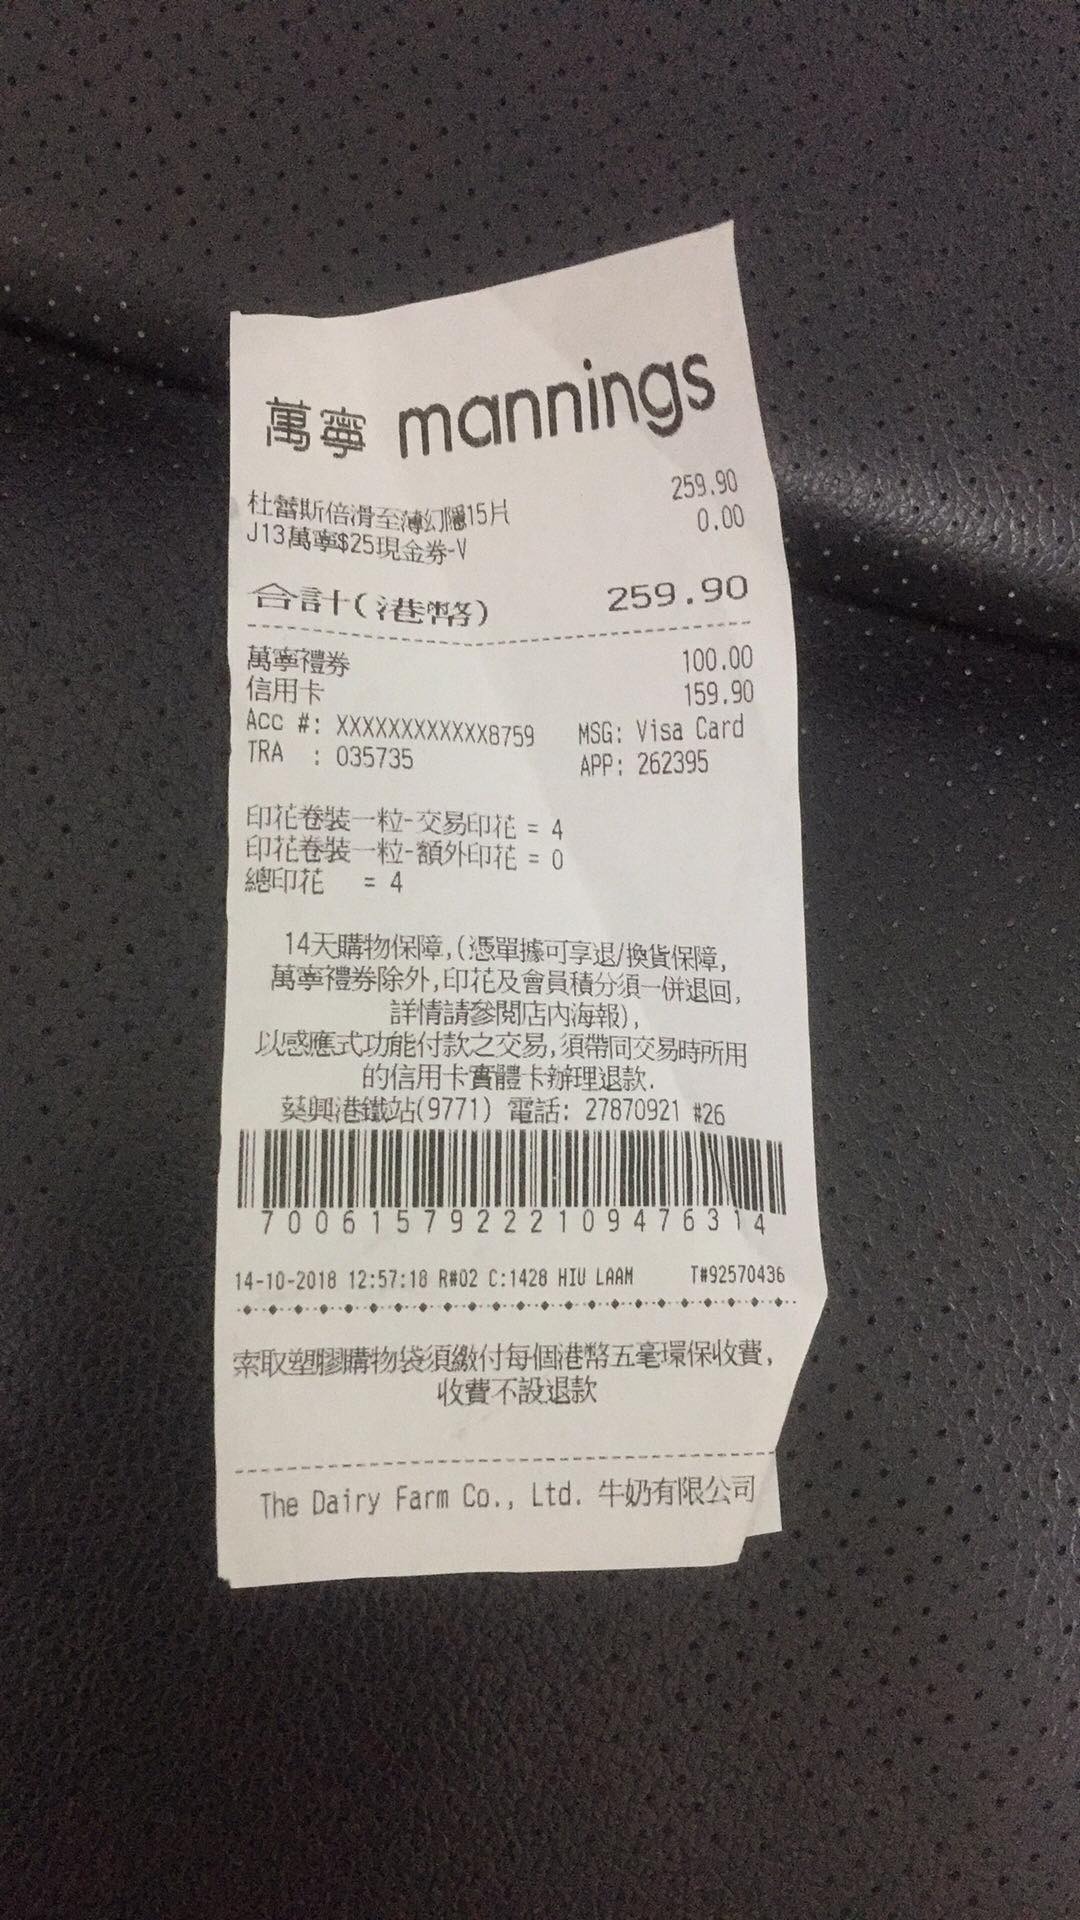 萬寧 mannings
杜蕾斯倍滑至薄幻隱15片 259.90
J13萬寧$25現金券-V 0.00
合計(港幣) 259.90
萬寧禮券 100.00
信用卡 159.90
Acc #: XXXXXXXXXXXX8759 MSG: Visa Card
TRA : 035735 APP: 262395
印花卷裝一粒-交易印花 = 4
印花卷裝一粒-額外印花 = 0
總印花 = 4
14天購物保障,(憑單據可享退/換貨保障,
萬寧禮券除外,印花及會員積分須一併退回,
詳情請參閱店內海報),
以感應式功能付款之交易,須帶同交易時所用
的信用卡實體卡辦理退款.
葵興港鐵站(9771) 電話: 27870921 #26
70061579222109476314
14-10-2018 12:57:18 R#02 C:1428 HIU LAAM T#92570436
索取塑膠購物袋須繳付每個港幣五毫環保收費,
收費不設退款
The Dairy Farm Co., Ltd. 牛奶有限公司